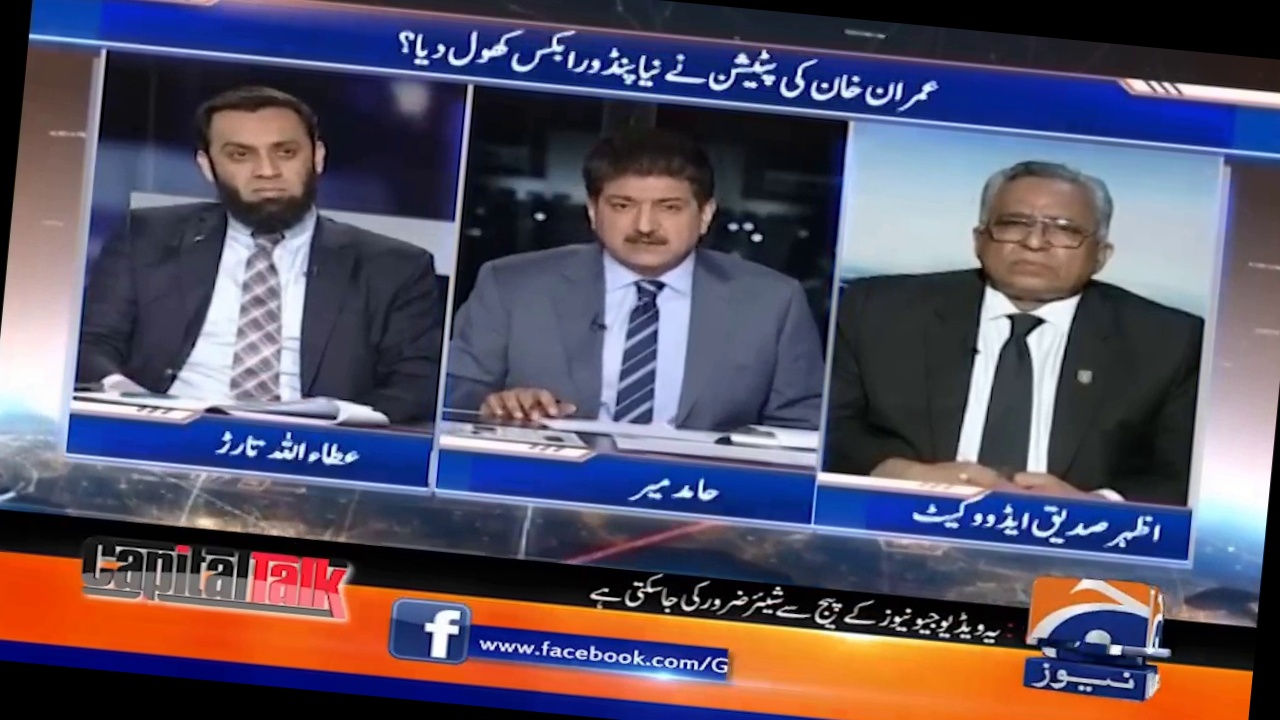 عمران خان کی پٹیشن نے نیا پنڈورا بکس کھول دیا؟
عطاء اللہ تارڑ
حامد میر
اظہر صدیق ایڈووکیٹ
Capital Talk
یہ ویڈیو جیو نیوز کے پیج سے شیئر ضرور کی جاسکتی ہے :
f www.facebook.com/G
جیو
نیوز